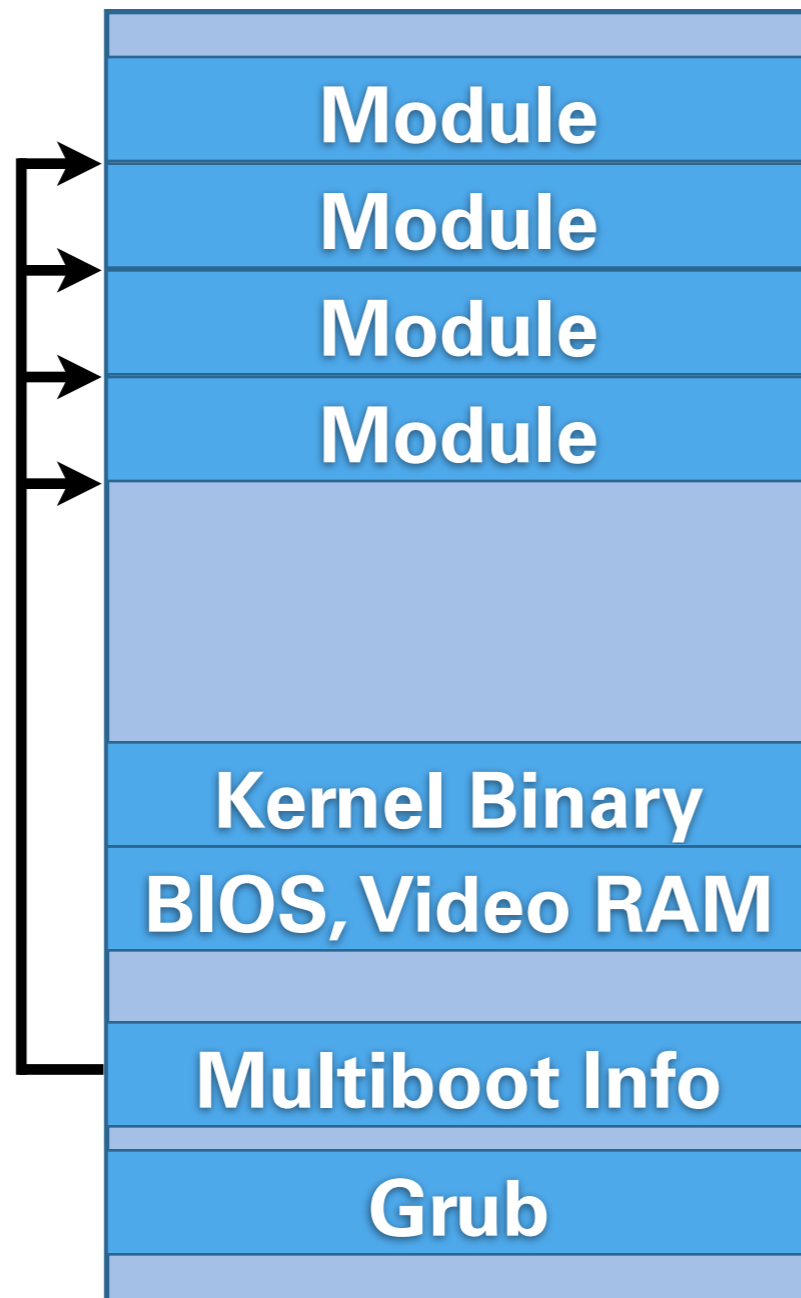 Module
Module
Module
Module
Kernel Binary
BIOS, Video RAM
Multiboot Info
Grub